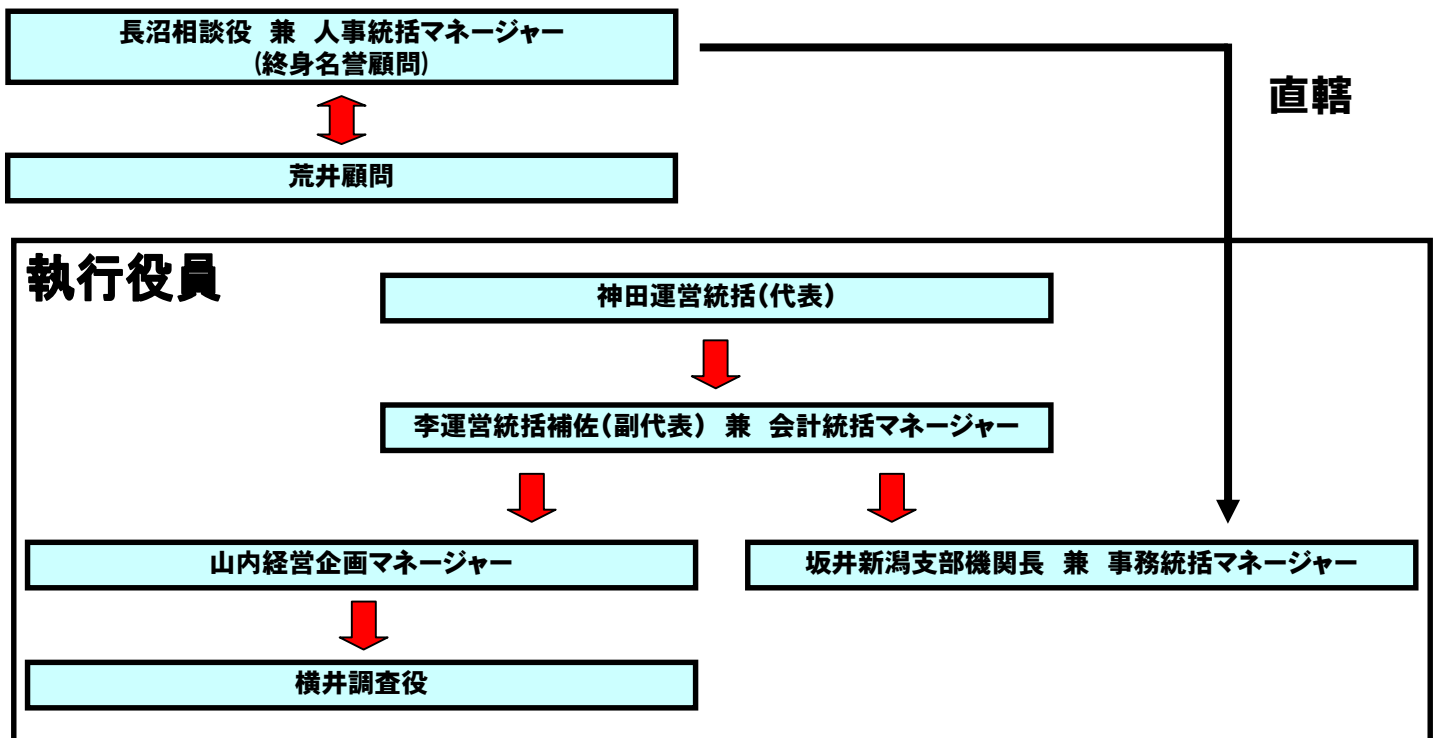 長沼相談役 兼 人事統括マネージャー
(終身名誉顧問)
直轄
荒井顧問
執行役員
神田運営統括(代表)
李運営統括補佐(副代表) 兼 会計統括マネージャー
山内経営企画マネージャー
坂井新潟支部機関長 兼 事務統括マネージャー
横井調査役